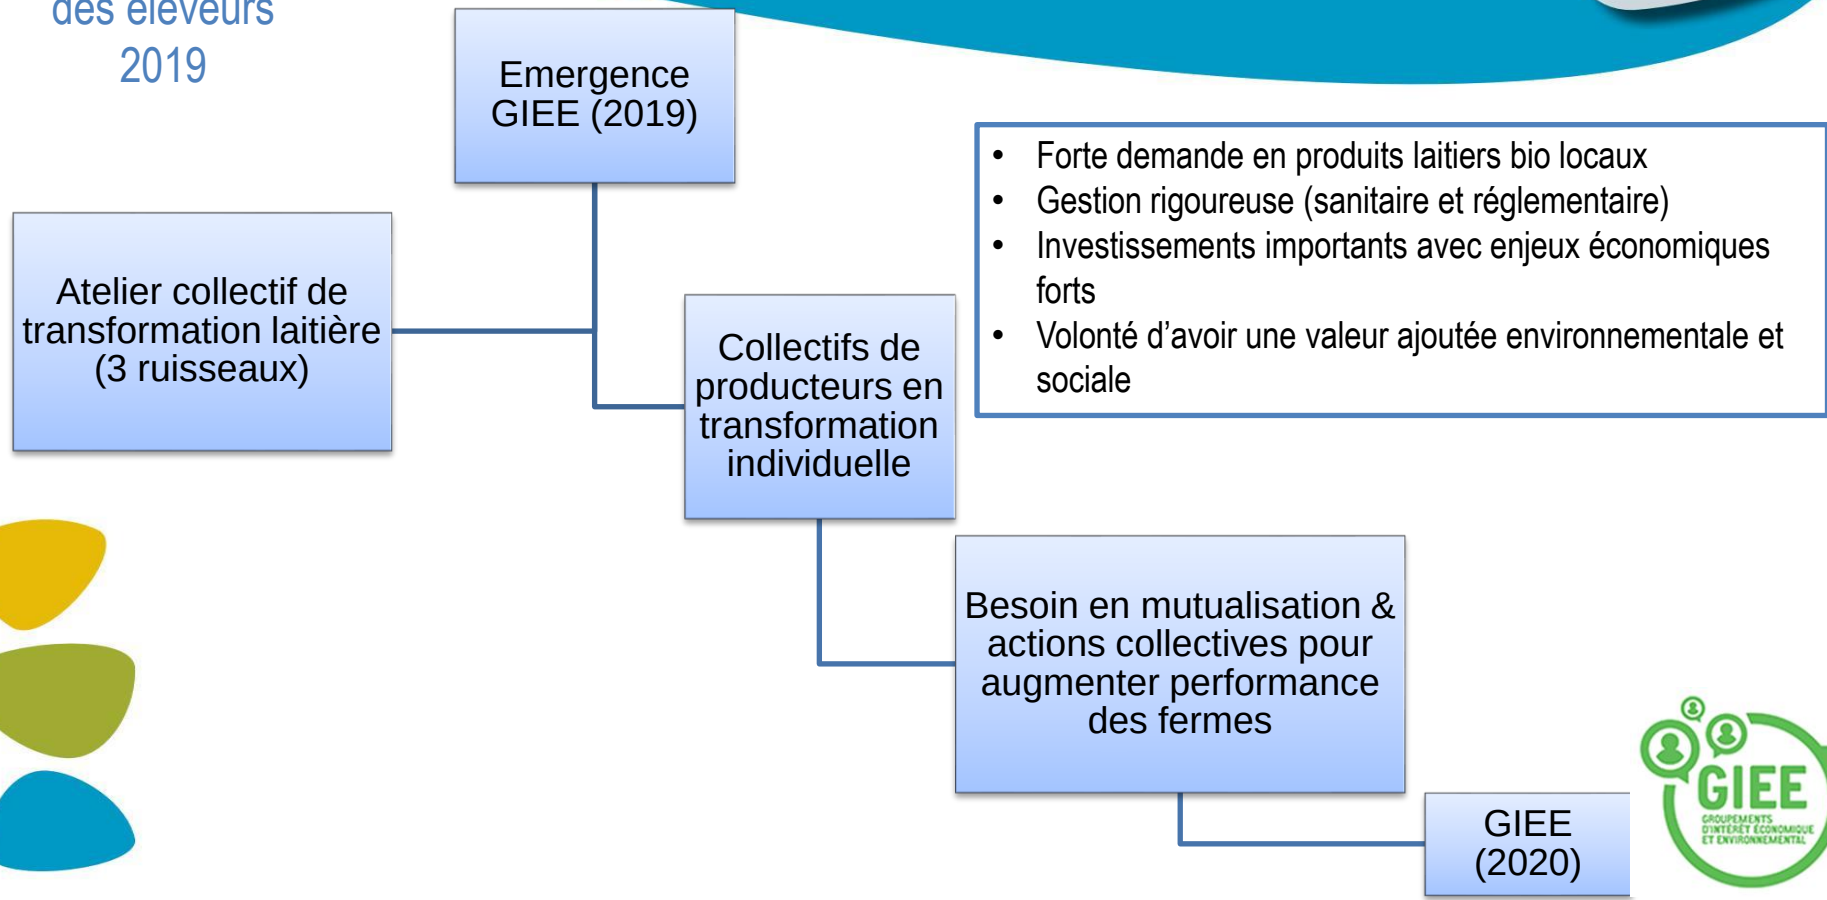 des éleveurs
2019
Emergence
GIEE (2019)
• Forte demande en produits laitiers bio locaux
• Gestion rigoureuse (sanitaire et réglementaire)
• Investissements importants avec enjeux économiques
forts
• Volonté d’avoir une valeur ajoutée environnementale et
sociale
Atelier collectif de
transformation laitière
(3 ruisseaux)
Collectifs de
producteurs en
transformation
individuelle
Besoin en mutualisation &
actions collectives pour
augmenter performance
des fermes
GIEE
(2020)
GIEE
GROUPEMENTS
D'INTÉRÊT ÉCONOMIQUE
ET ENVIRONNEMENTAL